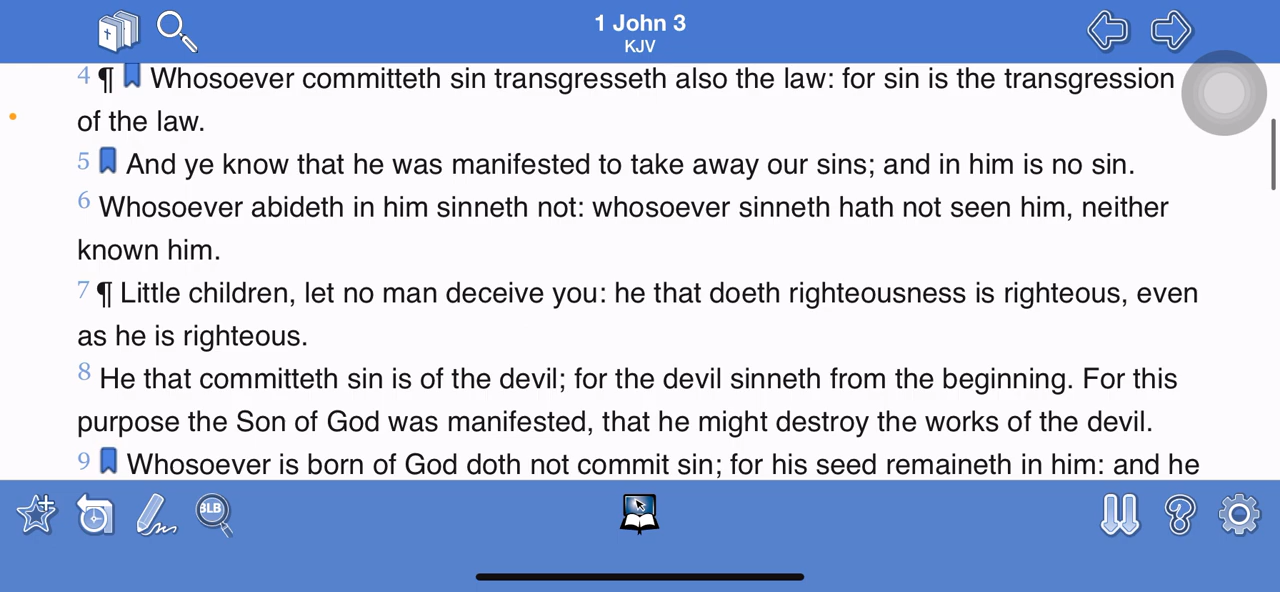 1 John 3
KJV
4 ¶ Whosoever committeth sin transgresseth also the law: for sin is the transgression
of the law.
5 And ye know that he was manifested to take away our sins; and in him is no sin.
6 Whosoever abideth in him sinneth not: whosoever sinneth hath not seen him, neither
known him.
7 ¶ Little children, let no man deceive you: he that doeth righteousness is righteous, even
as he is righteous.
8 He that committeth sin is of the devil; for the devil sinneth from the beginning. For this
purpose the Son of God was manifested, that he might destroy the works of the devil.
9 Whosoever is born of God doth not commit sin; for his seed remaineth in him: and he
BLB